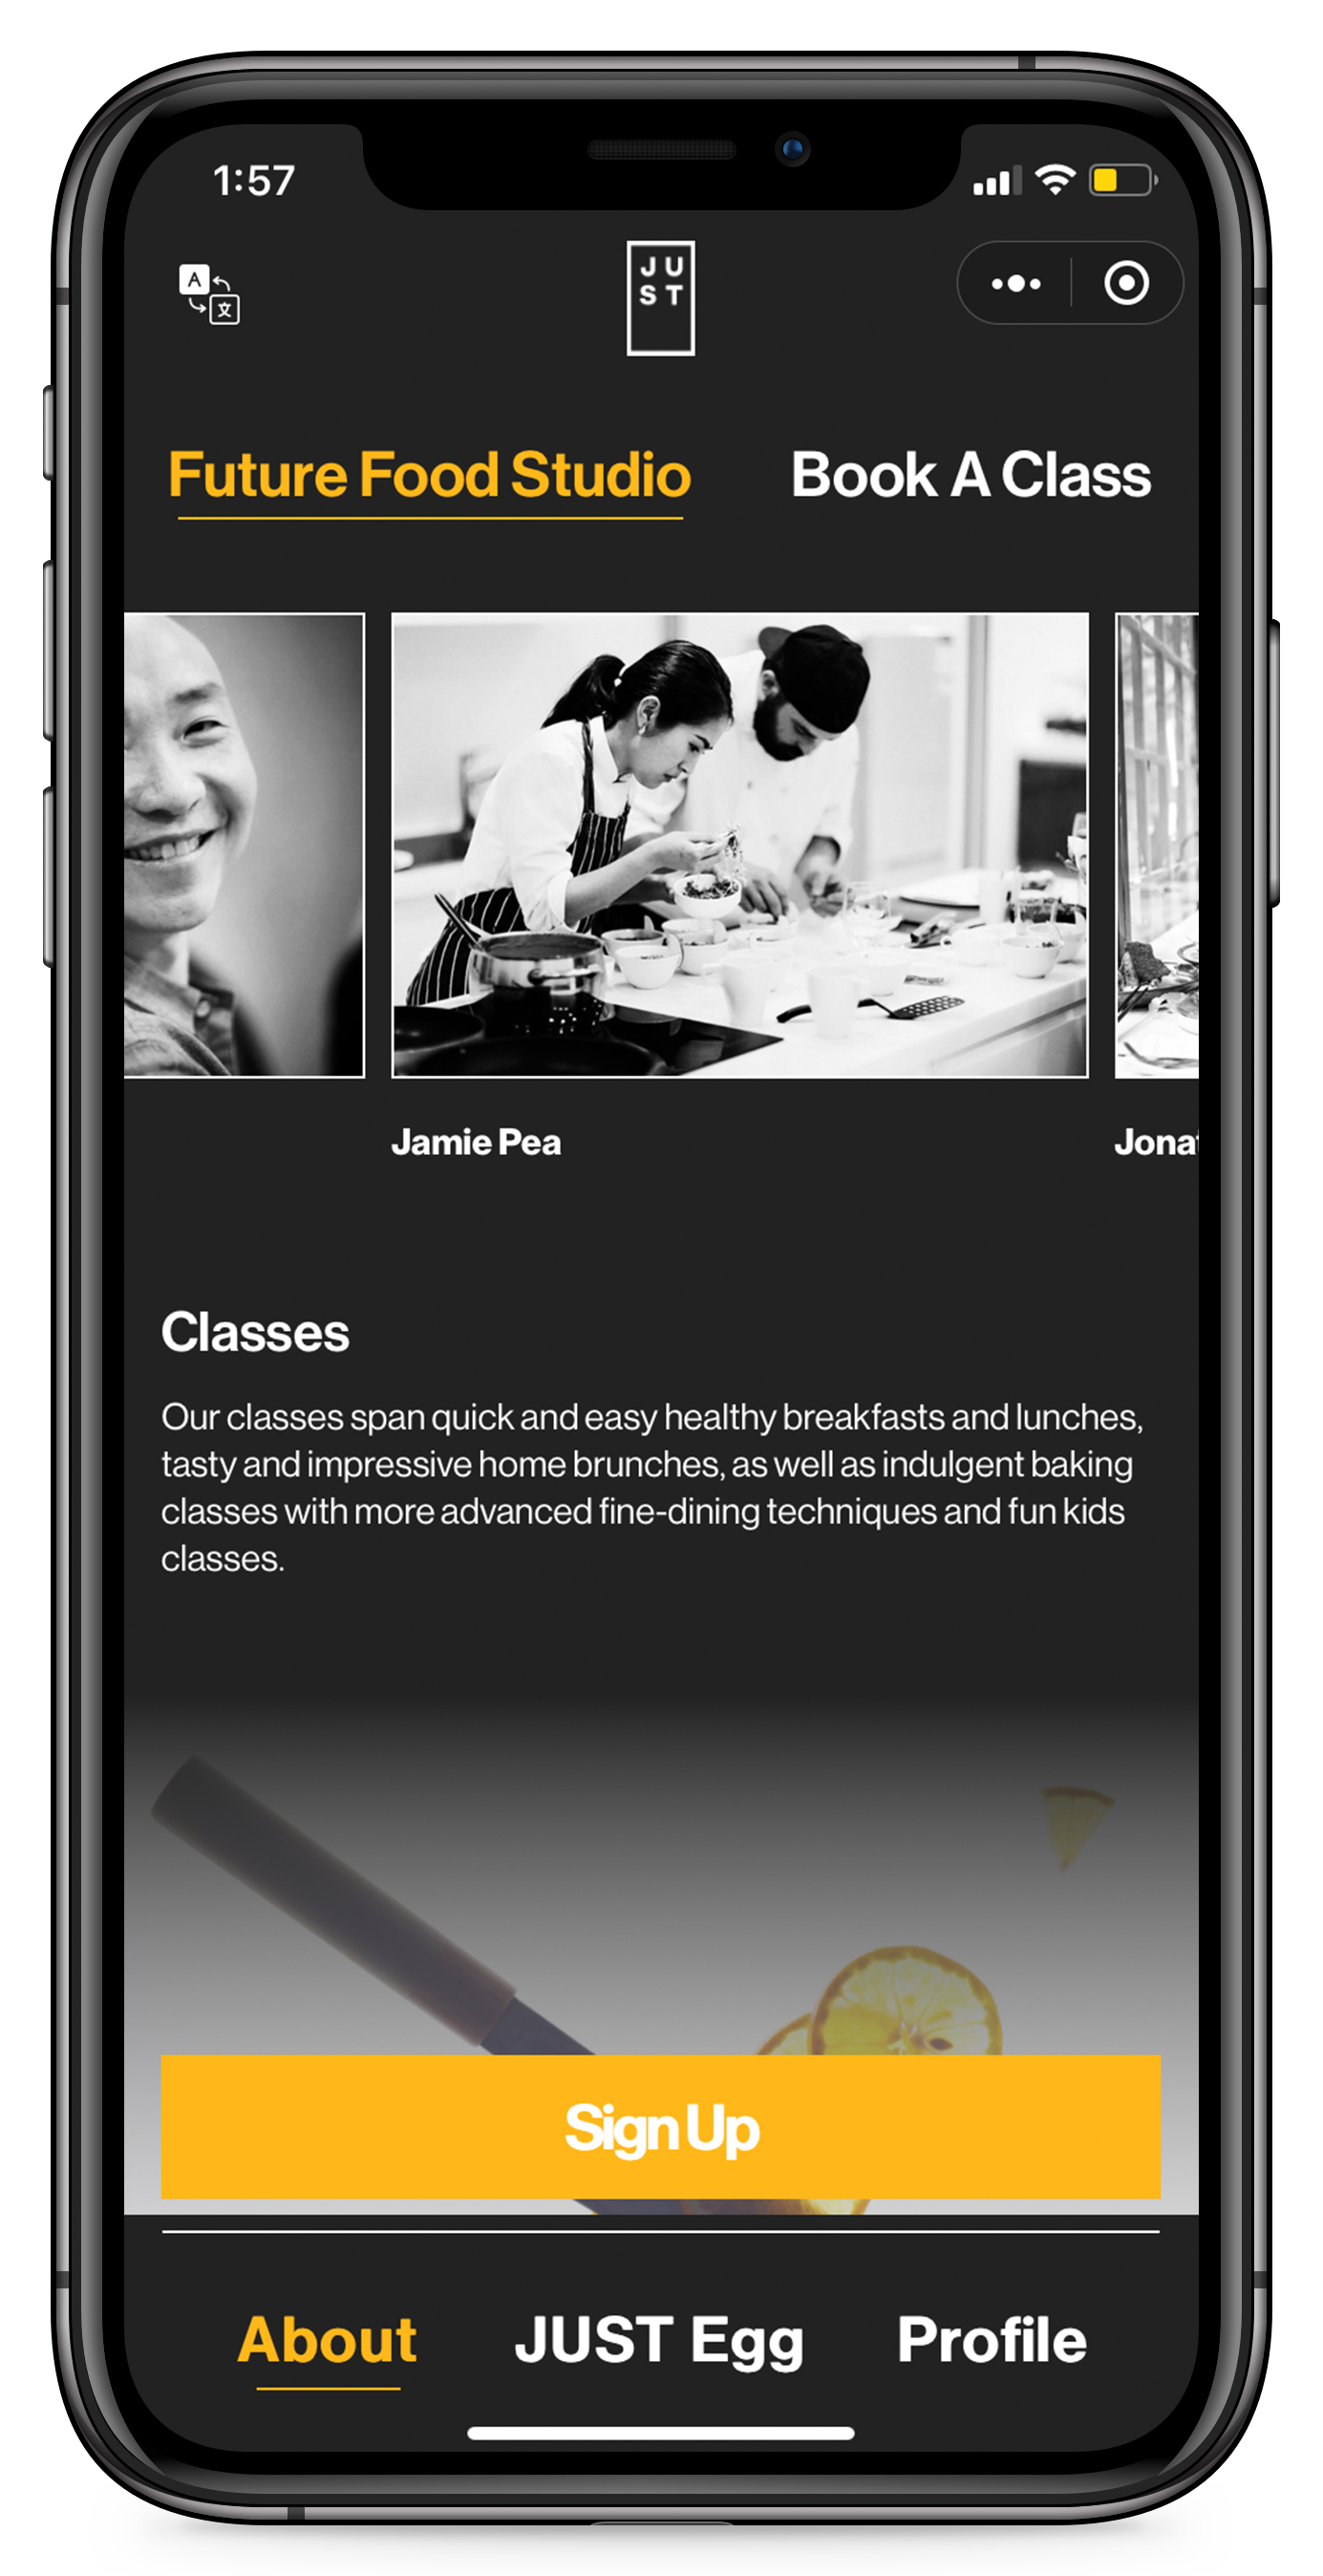 1:57
A
文
JU
ST
Future Food Studio Book A Class
Jamie Pea Jona
Classes
Our classes span quick and easy healthy breakfasts and lunches,
tasty and impressive home brunches, as well as indulgent baking
classes with more advanced fine-dining techniques and fun kids
classes.
Sign Up
About JUST Egg Profile